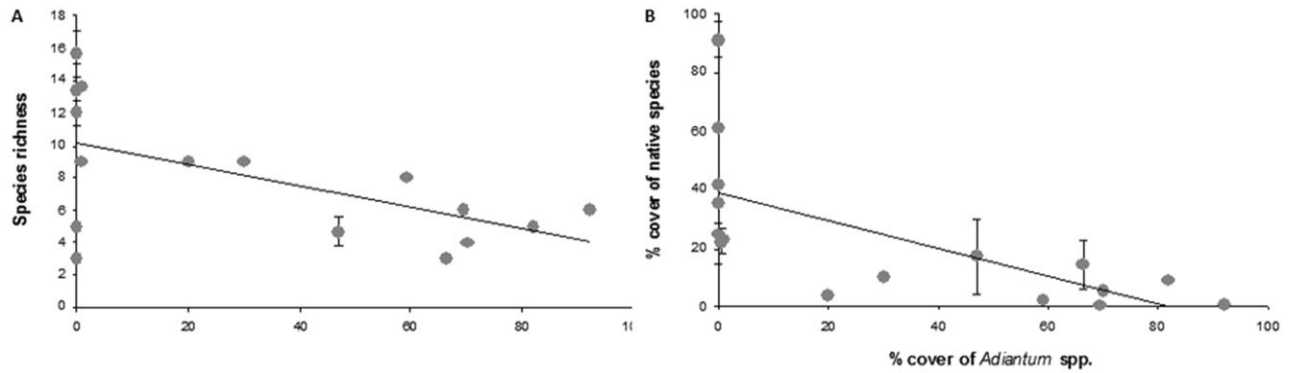 A
Species richness
18
16
14
12
10
8
6
4
2
0
0 20 40 60 80 10
B
% cover of native species
100
80
60
40
20
0
0 20 40 60 80 100
% cover of Adiantum spp.